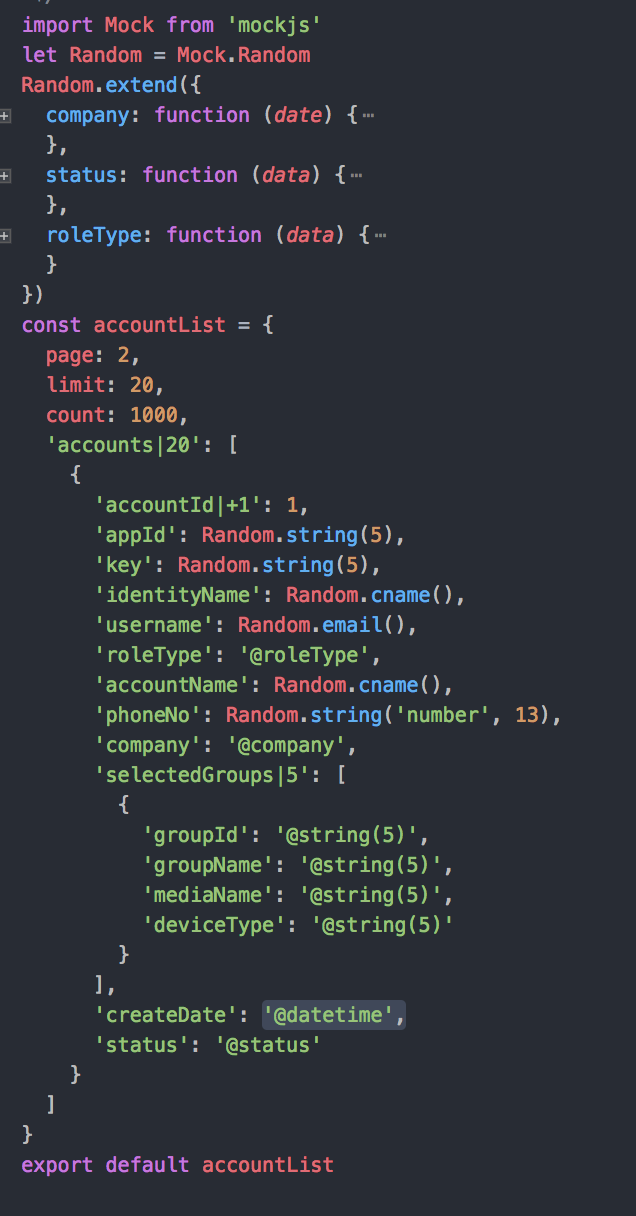 import Mock from 'mockjs'
let Random = Mock.Random
Random.extend({
  company: function (date) {⋯
  },
  status: function (data) {⋯
  },
  roleType: function (data) {⋯
  }
})
const accountList = {
  page: 2,
  limit: 20,
  count: 1000,
  'accounts|20': [
    {
      'accountId|+1': 1,
      'appId': Random.string(5),
      'key': Random.string(5),
      'identityName': Random.cname(),
      'username': Random.email(),
      'roleType': '@roleType',
      'accountName': Random.cname(),
      'phoneNo': Random.string('number', 13),
      'company': '@company',
      'selectedGroups|5': [
        {
          'groupId': '@string(5)',
          'groupName': '@string(5)',
          'mediaName': '@string(5)',
          'deviceType': '@string(5)'
        }
      ],
      'createDate': '@datetime',
      'status': '@status'
    }
  ]
}
export default accountList